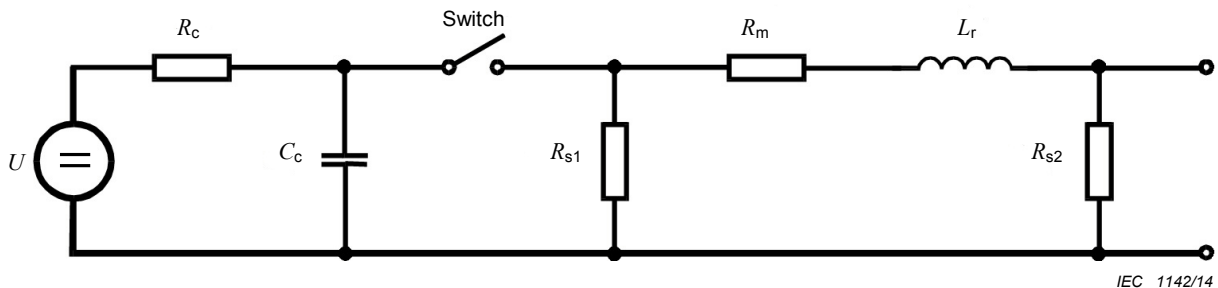 Switch
Rc
Rm
Lr
U
Cc
Rs1
Rs2
IEC 1142/14